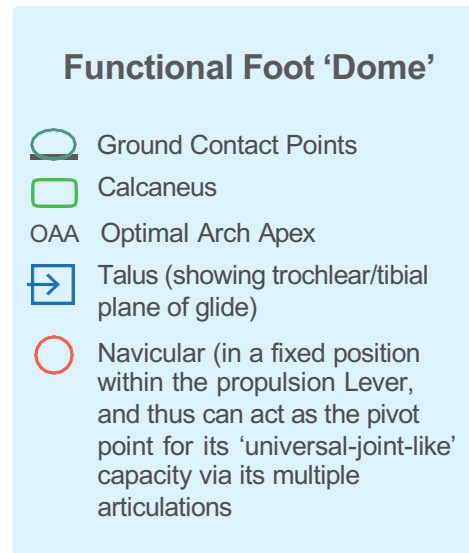 Functional Foot ‘Dome’
Ground Contact Points
Calcaneus
OAA Optimal Arch Apex
Talus (showing trochlear/tibial
plane of glide)
Navicular (in a fixed position
within the propulsion Lever,
and thus can act as the pivot
point for its ‘universal-joint-like’
capacity via its multiple
articulations